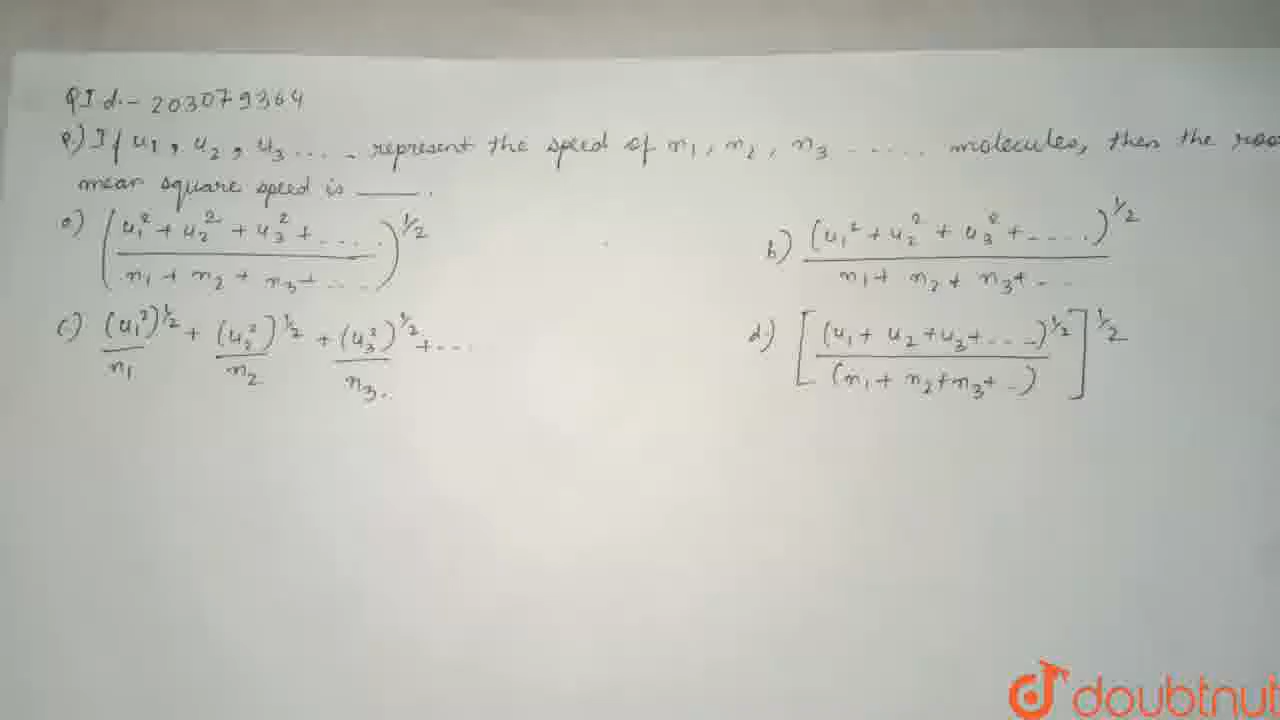 QId.- 203079364
Q.) If u₁, u₂, u₃ .... represent the speed of n₁, n₂, n₃ ..... molecules, then the roo
mean square speed is ____.
a) ((u₁² + u₂² + u₃² + ....) / (n₁ + n₂ + n₃ + ....))^1/2
b) (u₁² + u₂² + u₃² + ....)^1/2 / n₁ + n₂ + n₃ + ...
c) (u₁²)^1/2 / n₁ + (u₂²)^1/2 / n₂ + (u₃²)^1/2 / n₃ + ...
d) [(u₁ + u₂ + u₃ + ....)^1/2 / (n₁ + n₂ + n₃ + ..)]^1/2
doubtnut